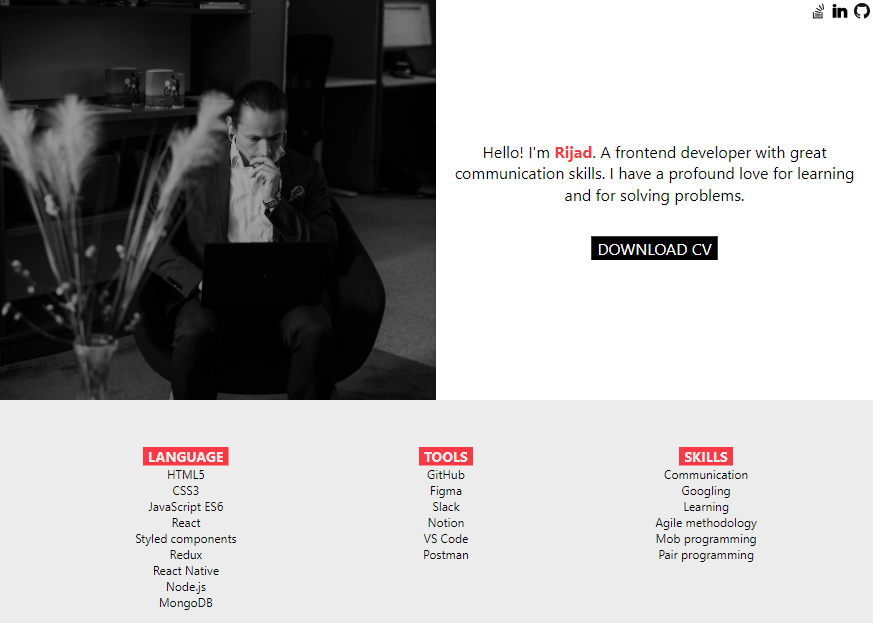 Hello! I'm Rijad. A frontend developer with great
communication skills. I have a profound love for learning
and for solving problems.
DOWNLOAD CV
LANGUAGE
HTML5
CSS3
JavaScript ES6
React
Styled components
Redux
React Native
Node.js
MongoDB
TOOLS
GitHub
Figma
Slack
Notion
VS Code
Postman
SKILLS
Communication
Googling
Learning
Agile methodology
Mob programming
Pair programming